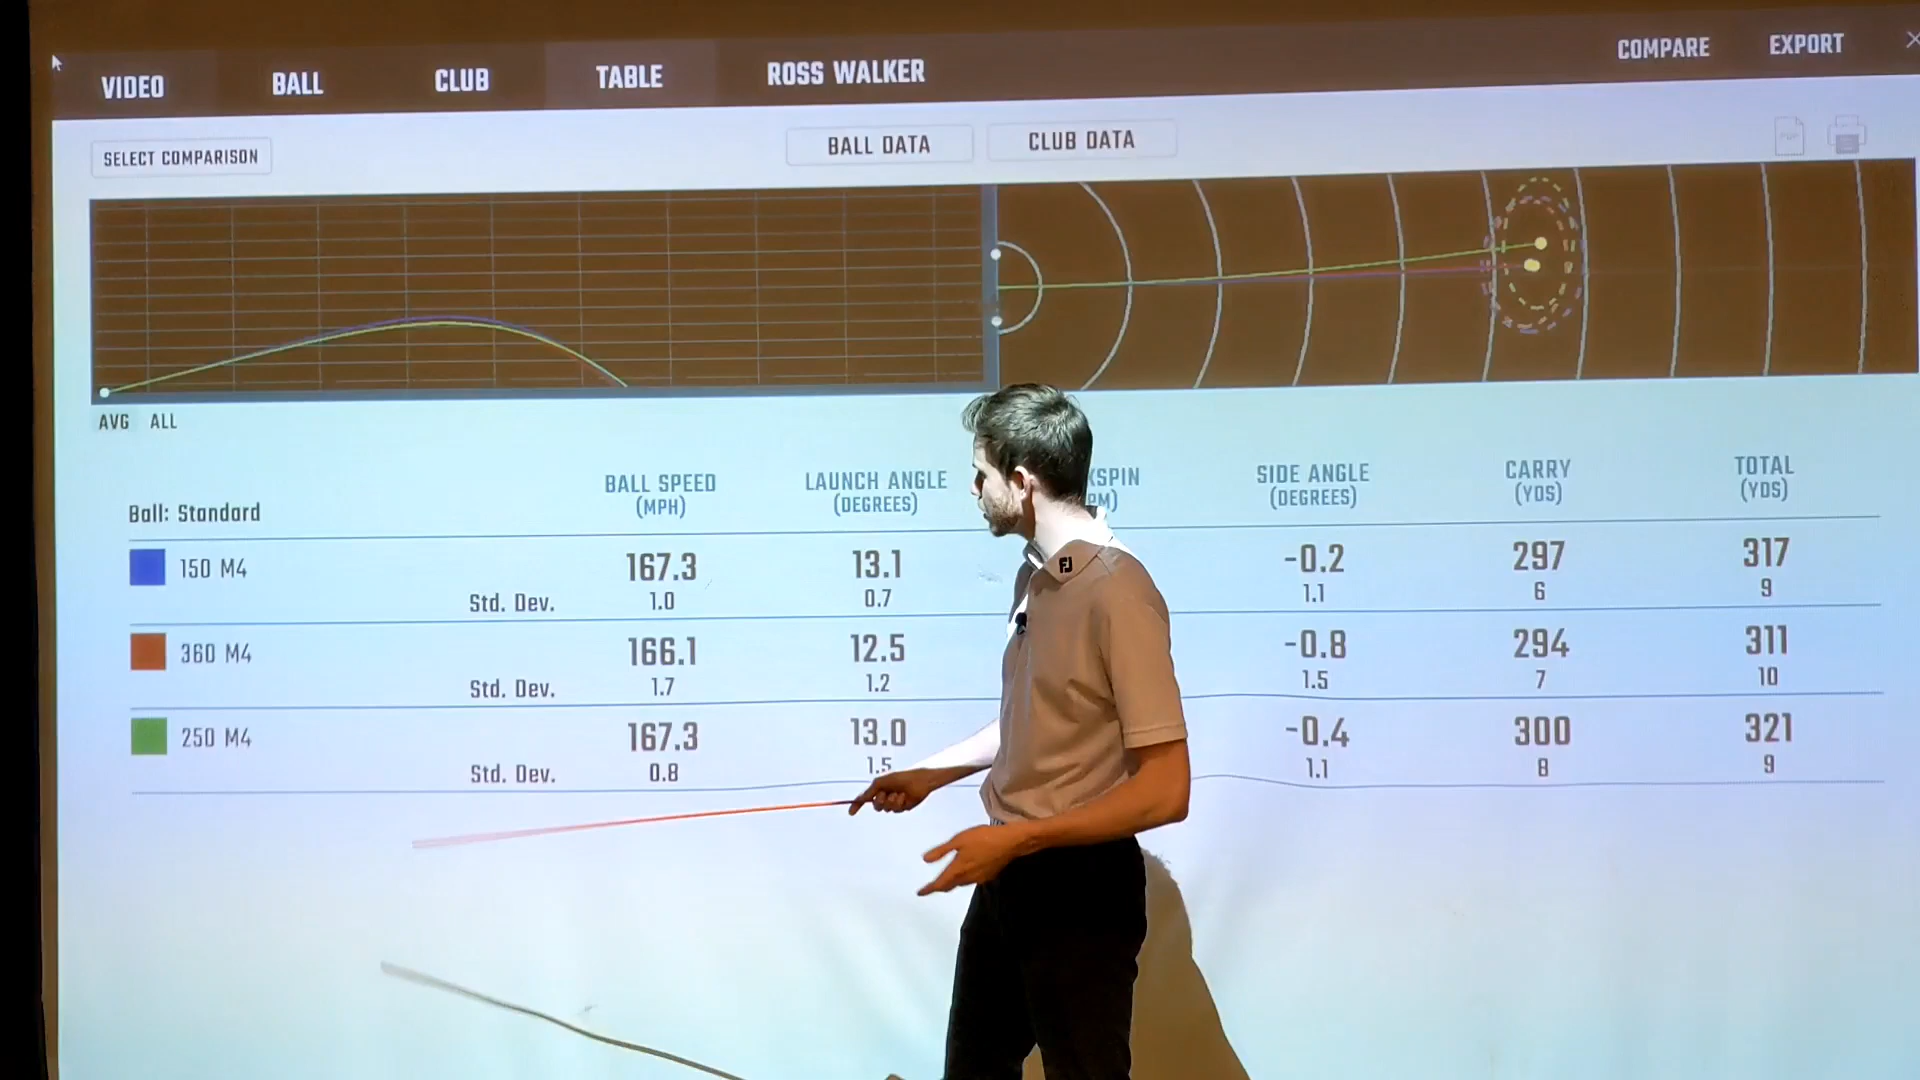 VIDEO BALL CLUB TABLE ROSS WALKER COMPARE EXPORT
SELECT COMPARISON BALL DATA CLUB DATA
AVG ALL
BALL SPEED LAUNCH ANGLE KSPIN SIDE ANGLE CARRY TOTAL
(MPH) (DEGREES) PM) (DEGREES) (YDS) (YDS)
Ball: Standard
150 M4 167.3 13.1 -0.2 297 317
Std. Dev. 1.0 0.7 1.1 6 9
360 M4 166.1 12.5 -0.8 294 311
Std. Dev. 1.7 1.2 1.5 7 10
250 M4 167.3 13.0 -0.4 300 321
Std. Dev. 0.8 1.5 1.1 8 9
FJ